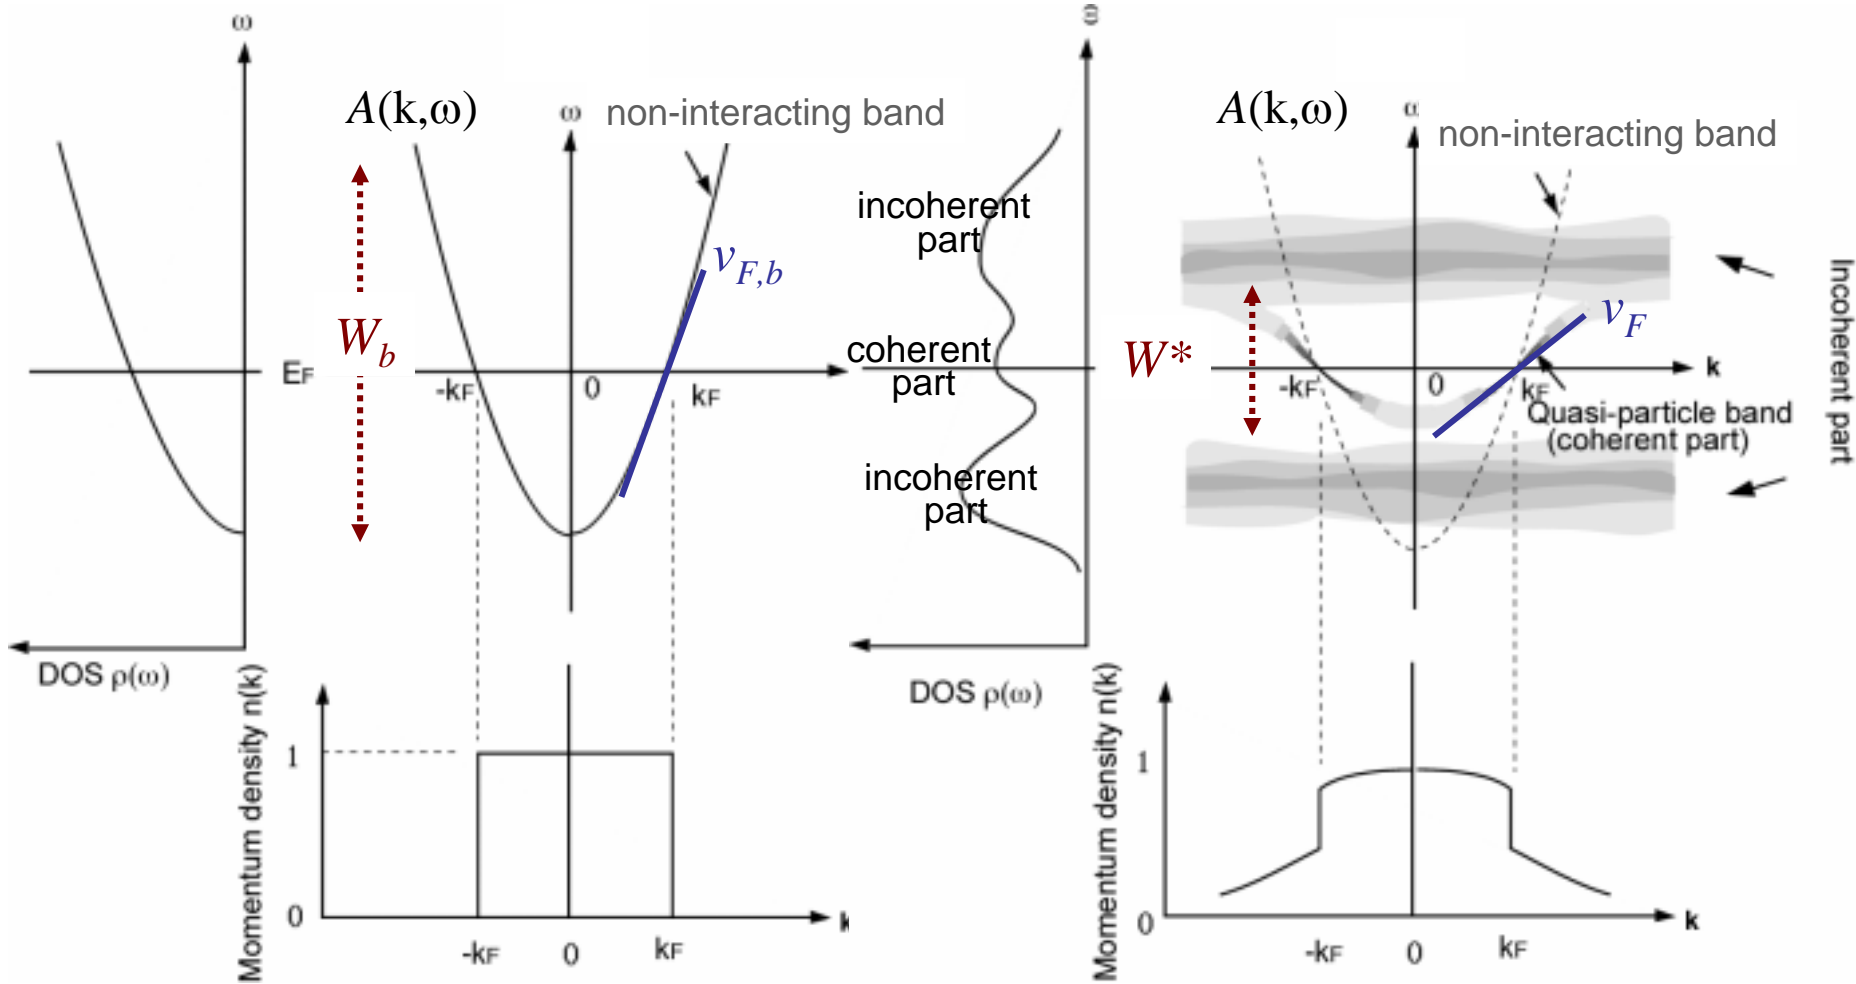 ω
A(k,ω)
non-interacting band
ω
v_{F,b}
W_b
E_F
-k_F
0
k_F
DOS ρ(ω)
Momentum density n(k)
1
0
-k_F
0
k_F
k
ω
A(k,ω)
non-interacting band
incoherent
part
coherent
part
incoherent
part
W*
v_F
-k_F
0
k_F
k
Quasi-particle band
(coherent part)
Incoherent part
DOS ρ(ω)
Momentum density n(k)
1
0
-k_F
0
k_F
k